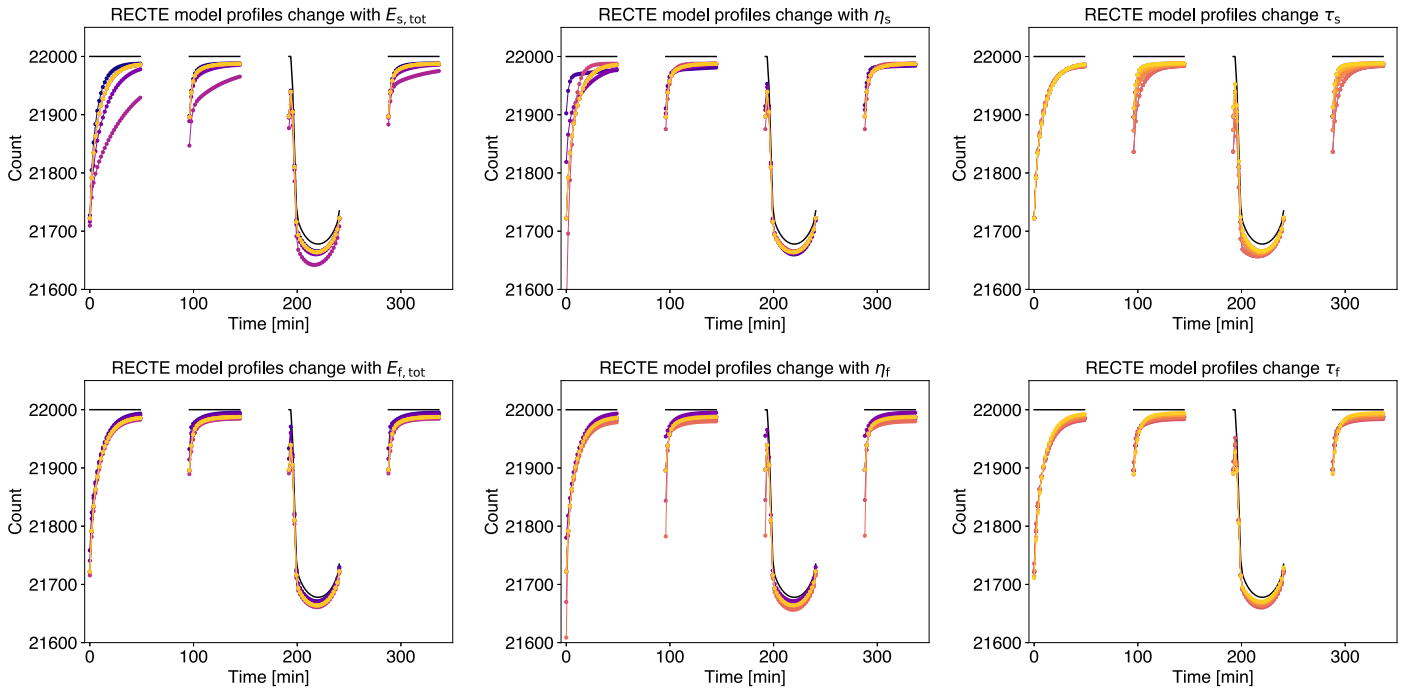 RECTE model profiles change with E_s, tot
22000
21900
21800
21700
21600
Count
0 100 200 300
Time [min]
RECTE model profiles change with η_s
22000
21900
21800
21700
21600
Count
0 100 200 300
Time [min]
RECTE model profiles change τ_s
22000
21900
21800
21700
21600
Count
0 100 200 300
Time [min]
RECTE model profiles change with E_f, tot
22000
21900
21800
21700
21600
Count
0 100 200 300
Time [min]
RECTE model profiles change with η_f
22000
21900
21800
21700
21600
Count
0 100 200 300
Time [min]
RECTE model profiles change τ_f
22000
21900
21800
21700
21600
Count
0 100 200 300
Time [min]